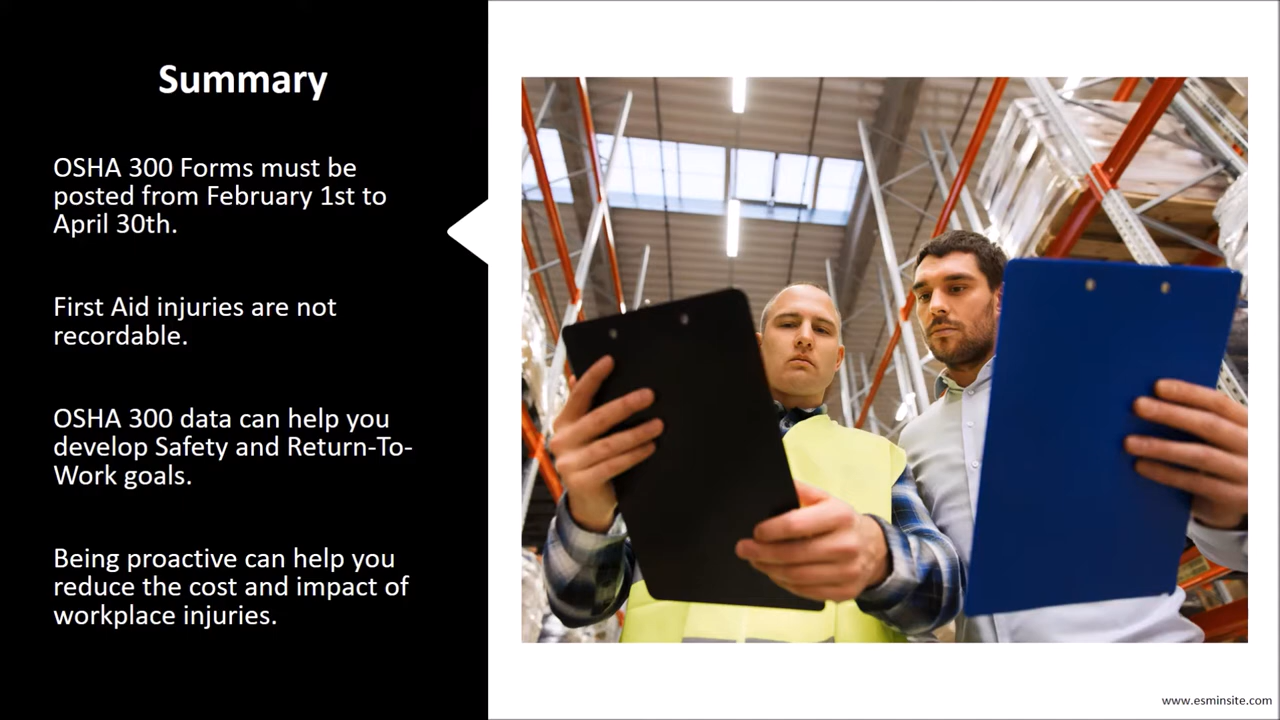 Summary
OSHA 300 Forms must be
posted from February 1st to
April 30th.
First Aid injuries are not
recordable.
OSHA 300 data can help you
develop Safety and Return-To-
Work goals.
Being proactive can help you
reduce the cost and impact of
workplace injuries.
www.esminsite.com